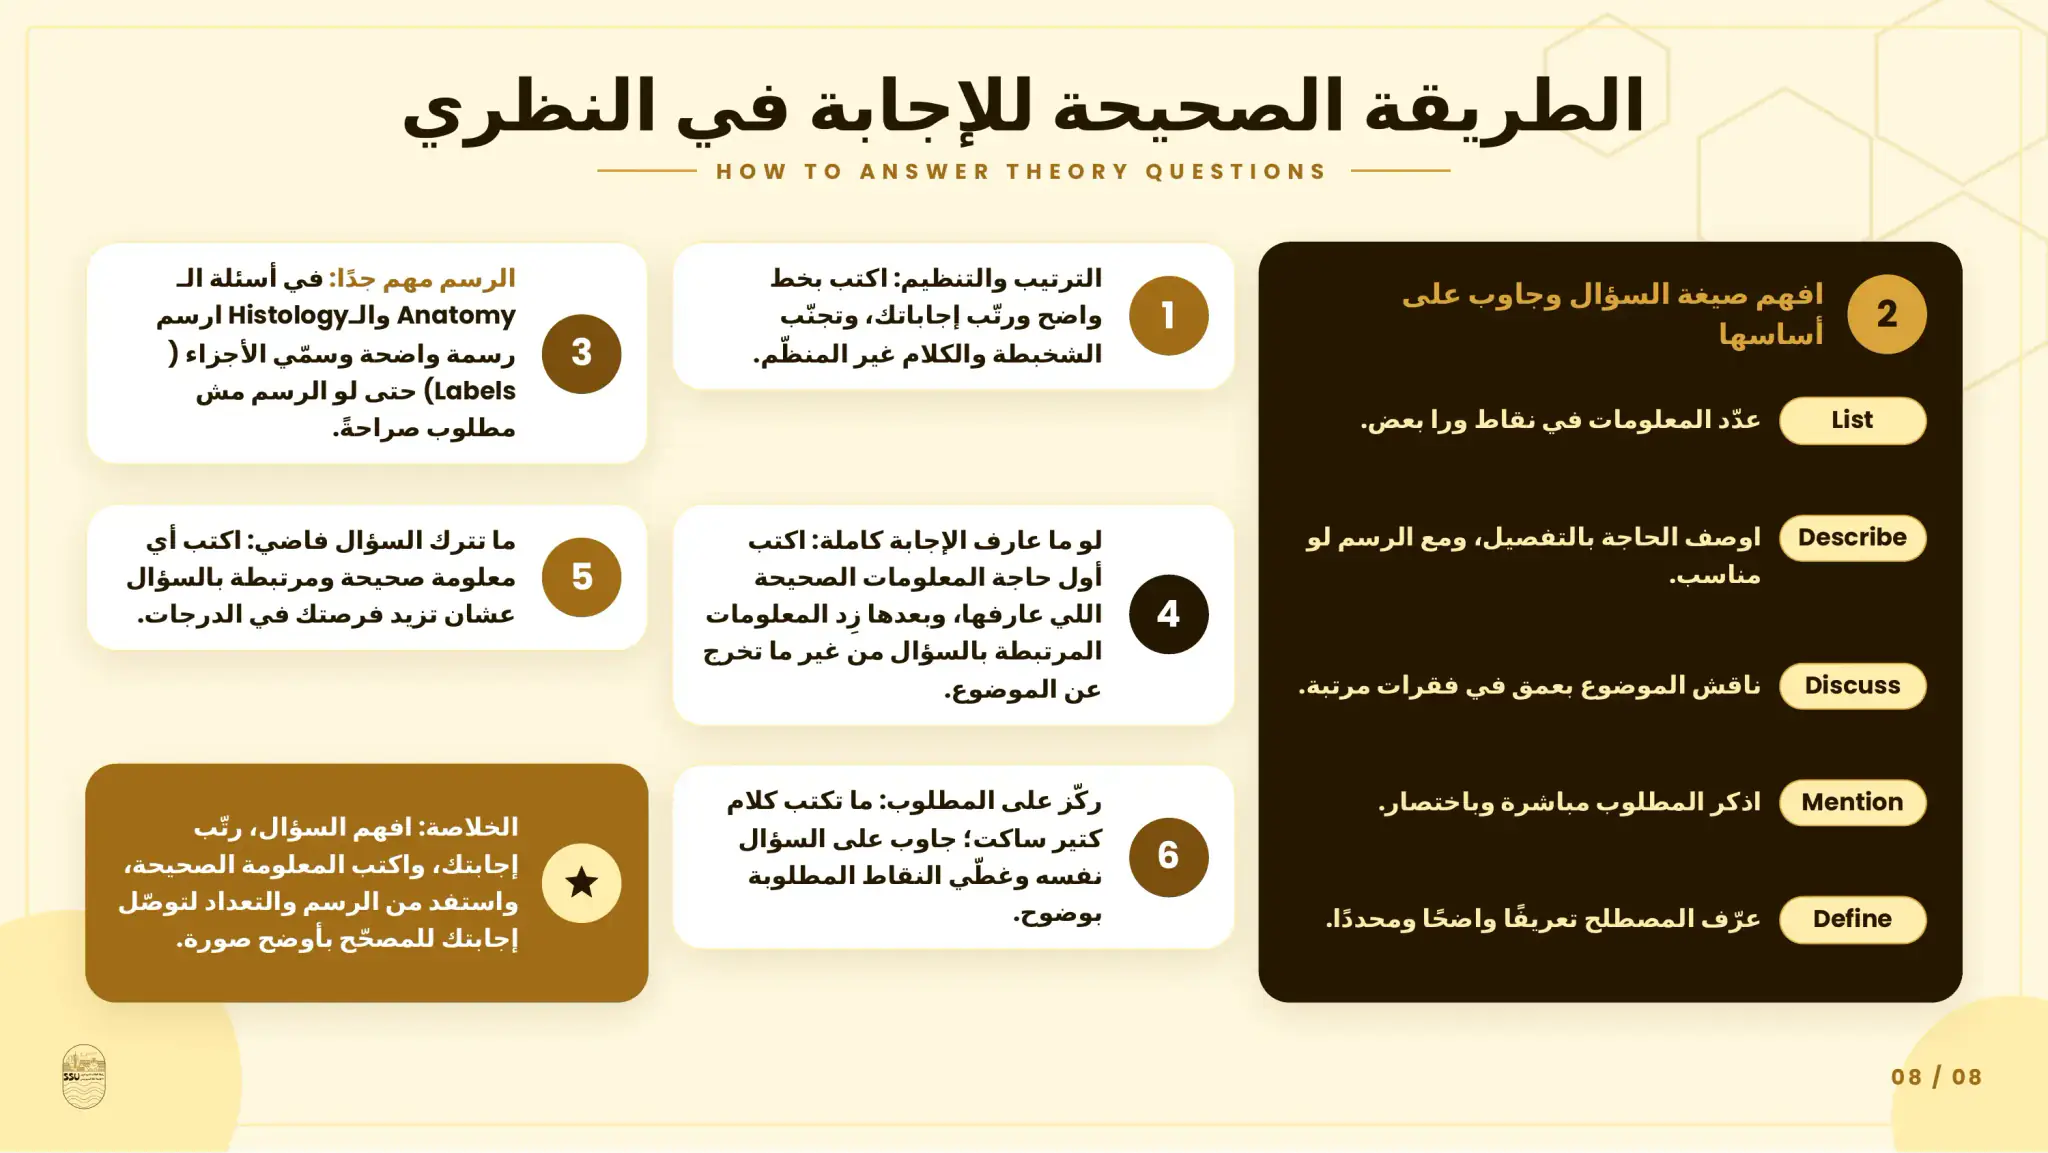 الطريقة الصحيحة للإجابة في النظري
HOW TO ANSWER THEORY QUESTIONS
2
افهم صيغة السؤال وجاوب على
أساسها
List
عدّد المعلومات في نقاط ورا بعض.
Describe
اوصف الحاجة بالتفصيل، ومع الرسم لو
مناسب.
Discuss
ناقش الموضوع بعمق في فقرات مرتبة.
Mention
اذكر المطلوب مباشرة وباختصار.
Define
عرّف المصطلح تعريفًا واضحًا ومحددًا.
1
الترتيب والتنظيم: اكتب بخط
واضح ورتّب إجاباتك، وتجنّب
الشخبطة والكلام غير المنظّم.
3
الرسم مهم جدًا: في أسئلة الـ
Anatomy والـHistology ارسم
رسمة واضحة وسمّي الأجزاء (
Labels) حتى لو الرسم مش
مطلوب صراحةً.
4
لو ما عارف الإجابة كاملة: اكتب
أول حاجة المعلومات الصحيحة
اللي عارفها، وبعدها زِد المعلومات
المرتبطة بالسؤال من غير ما تخرج
عن الموضوع.
5
ما تترك السؤال فاضي: اكتب أي
معلومة صحيحة ومرتبطة بالسؤال
عشان تزيد فرصتك في الدرجات.
6
ركّز على المطلوب: ما تكتب كلام
كتير ساكت؛ جاوب على السؤال
نفسه وغطّي النقاط المطلوبة
بوضوح.
الخلاصة: افهم السؤال، رتّب
إجابتك، واكتب المعلومة الصحيحة،
واستفد من الرسم والتعداد لتوصّل
إجابتك للمصحّح بأوضح صورة.
SSU
08 / 08